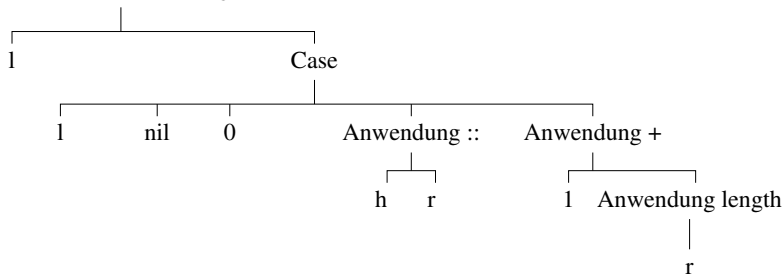 l Case
l nil 0 Anwendung :: Anwendung +
h r 1 Anwendung length
r